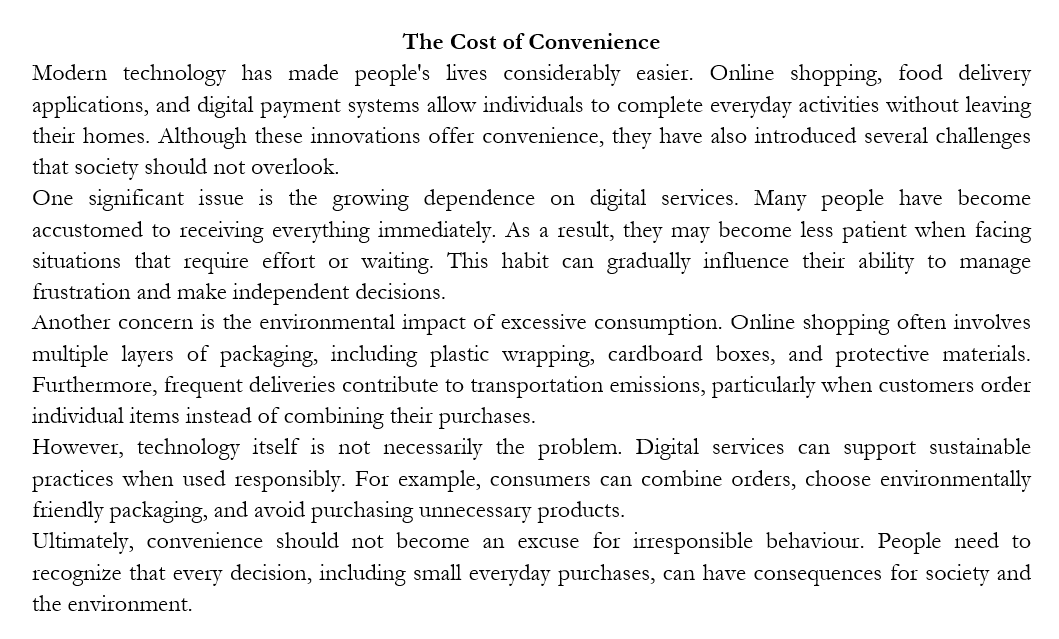 The Cost of Convenience
Modern technology has made people's lives considerably easier. Online shopping, food delivery
applications, and digital payment systems allow individuals to complete everyday activities without leaving
their homes. Although these innovations offer convenience, they have also introduced several challenges
that society should not overlook.
One significant issue is the growing dependence on digital services. Many people have become
accustomed to receiving everything immediately. As a result, they may become less patient when facing
situations that require effort or waiting. This habit can gradually influence their ability to manage
frustration and make independent decisions.
Another concern is the environmental impact of excessive consumption. Online shopping often involves
multiple layers of packaging, including plastic wrapping, cardboard boxes, and protective materials.
Furthermore, frequent deliveries contribute to transportation emissions, particularly when customers order
individual items instead of combining their purchases.
However, technology itself is not necessarily the problem. Digital services can support sustainable
practices when used responsibly. For example, consumers can combine orders, choose environmentally
friendly packaging, and avoid purchasing unnecessary products.
Ultimately, convenience should not become an excuse for irresponsible behaviour. People need to
recognize that every decision, including small everyday purchases, can have consequences for society and
the environment.